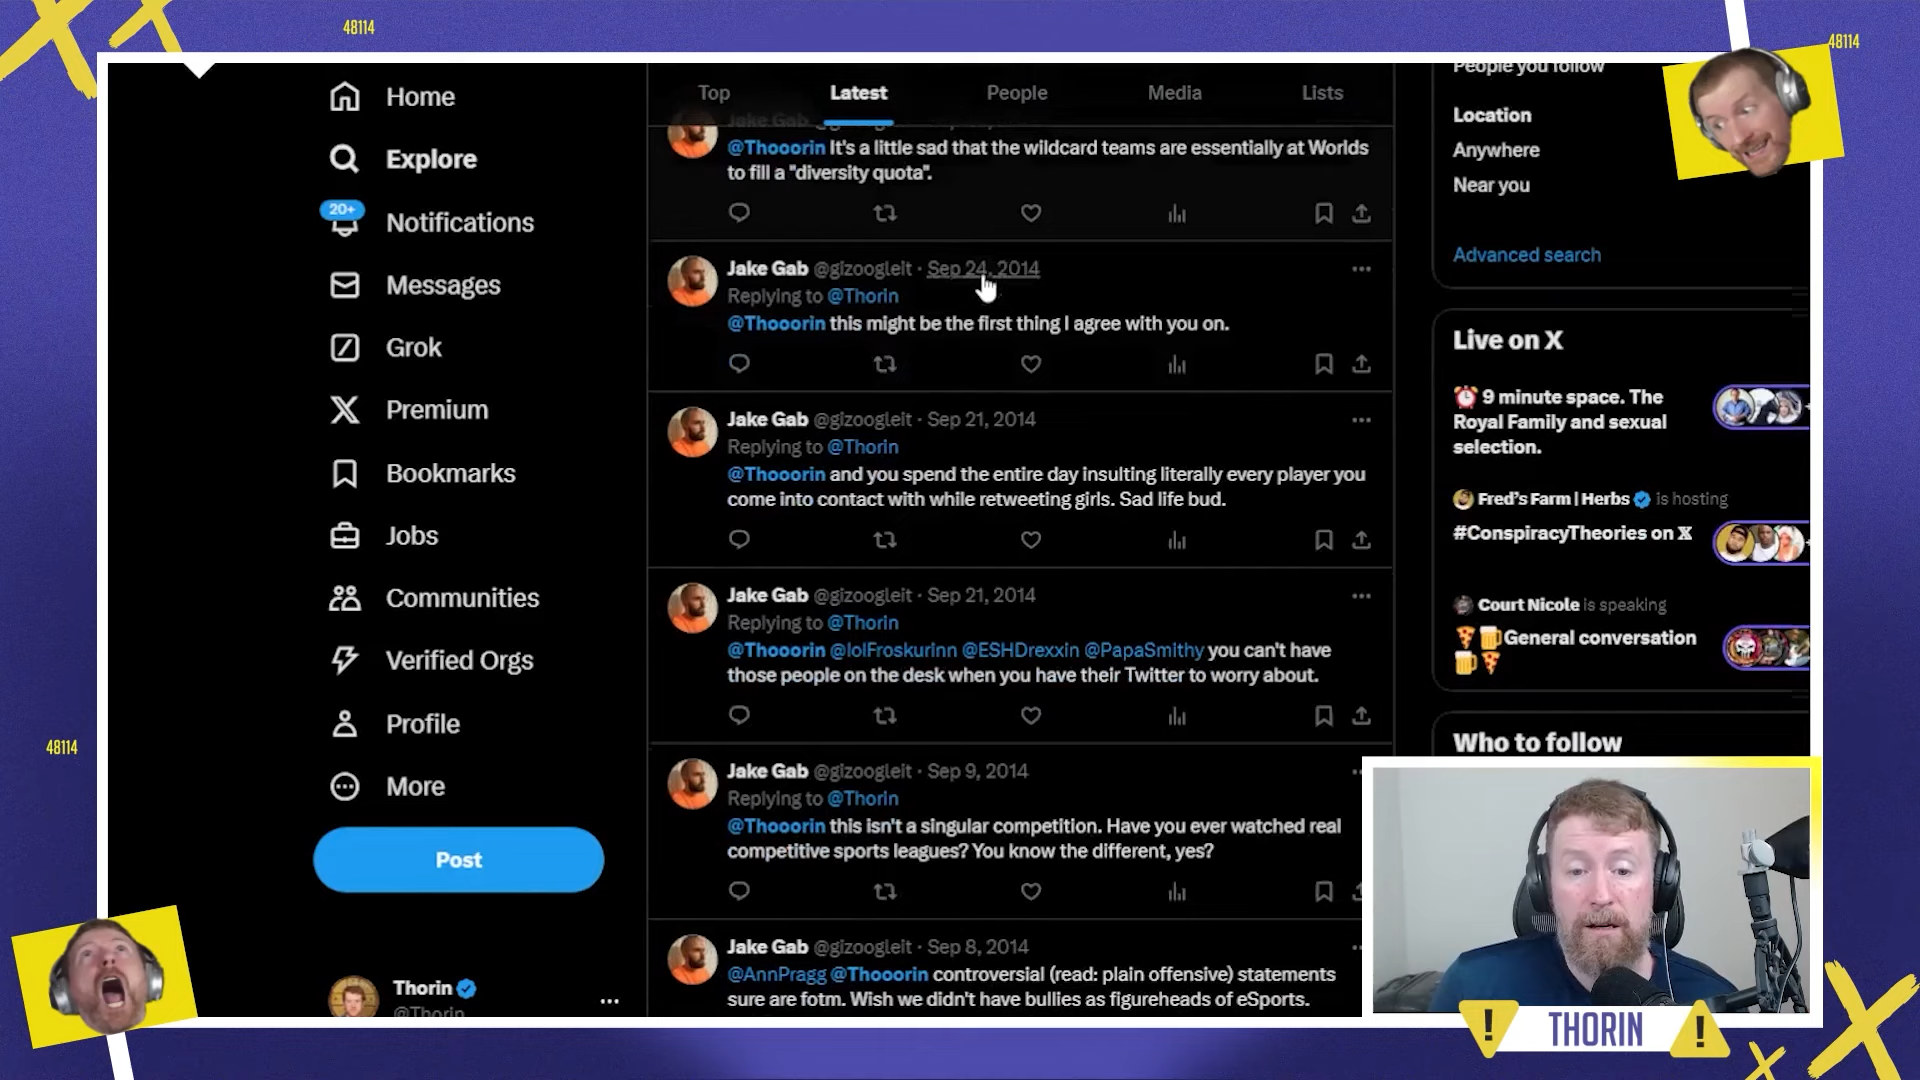 48114
48114
Home
Explore
20+
Notifications
Messages
Grok
Premium
Bookmarks
Jobs
Communities
Verified Orgs
Profile
More
Post
Thorin
@Thorin
48114
Top
Latest
People
Media
Lists
Jake Gab
@Thooorin It's a little sad that the wildcard teams are essentially at Worlds
to fill a "diversity quota".
Jake Gab @gizoogleit · Sep 24, 2014
Replying to @Thorin
@Thooorin this might be the first thing I agree with you on.
Jake Gab @gizoogleit · Sep 21, 2014
Replying to @Thorin
@Thooorin and you spend the entire day insulting literally every player you
come into contact with while retweeting girls. Sad life bud.
Jake Gab @gizoogleit · Sep 21, 2014
Replying to @Thorin
@Thooorin @lolFroskurinn @ESHDrexxin @PapaSmithy you can't have
those people on the desk when you have their Twitter to worry about.
Jake Gab @gizoogleit · Sep 9, 2014
Replying to @Thorin
@Thooorin this isn't a singular competition. Have you ever watched real
competitive sports leagues? You know the different, yes?
Jake Gab @gizoogleit · Sep 8, 2014
@AnnPragg @Thooorin controversial (read: plain offensive) statements
sure are fotm. Wish we didn't have bullies as figureheads of eSports.
People you follow
Location
Anywhere
Near you
Advanced search
Live on X
9 minute space. The
Royal Family and sexual
selection.
Fred's Farm | Herbs is hosting
#ConspiracyTheories on X
Court Nicole is speaking
General conversation
Who to follow
! THORIN !